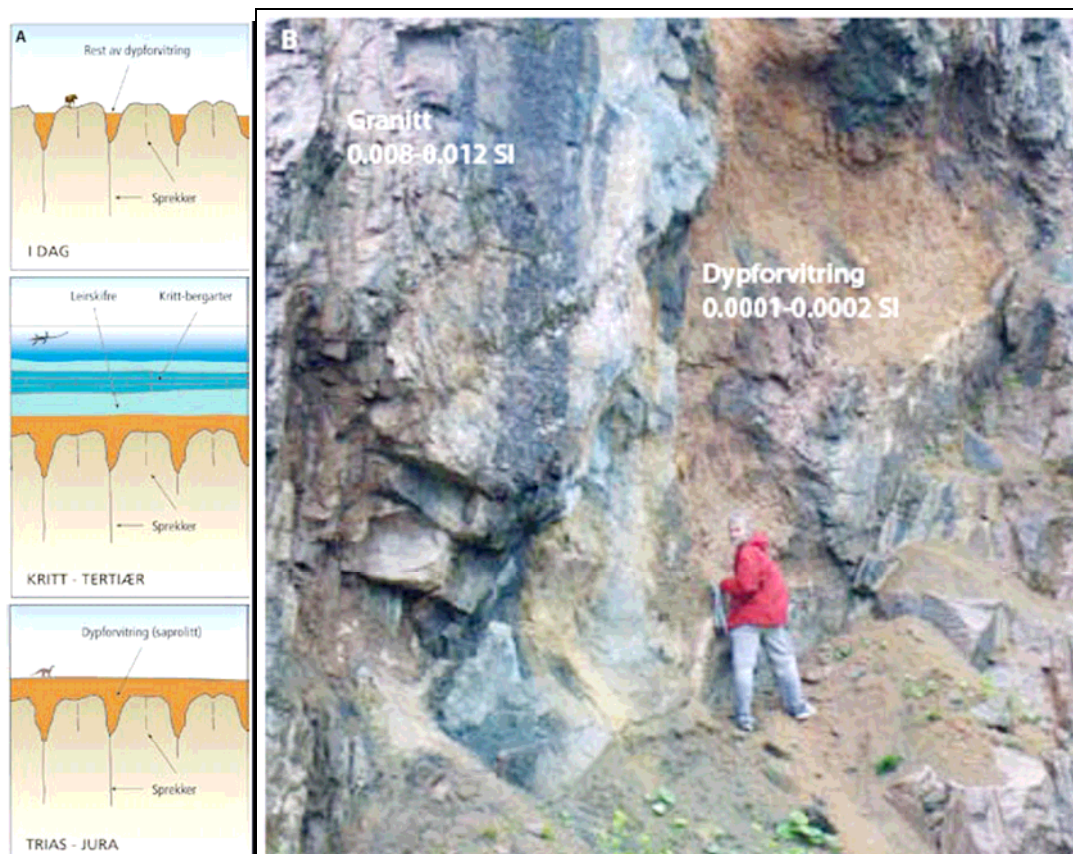 A
Rest av dypforvitring
Sprekker
I DAG
Leirskifre
Kritt-bergarter
Sprekker
KRITT - TERTIÆR
Dypforvitring (saprolitt)
Sprekker
TRIAS - JURA
B
Granitt
0.008-0.012 SI
Dypforvitring
0.0001-0.0002 SI